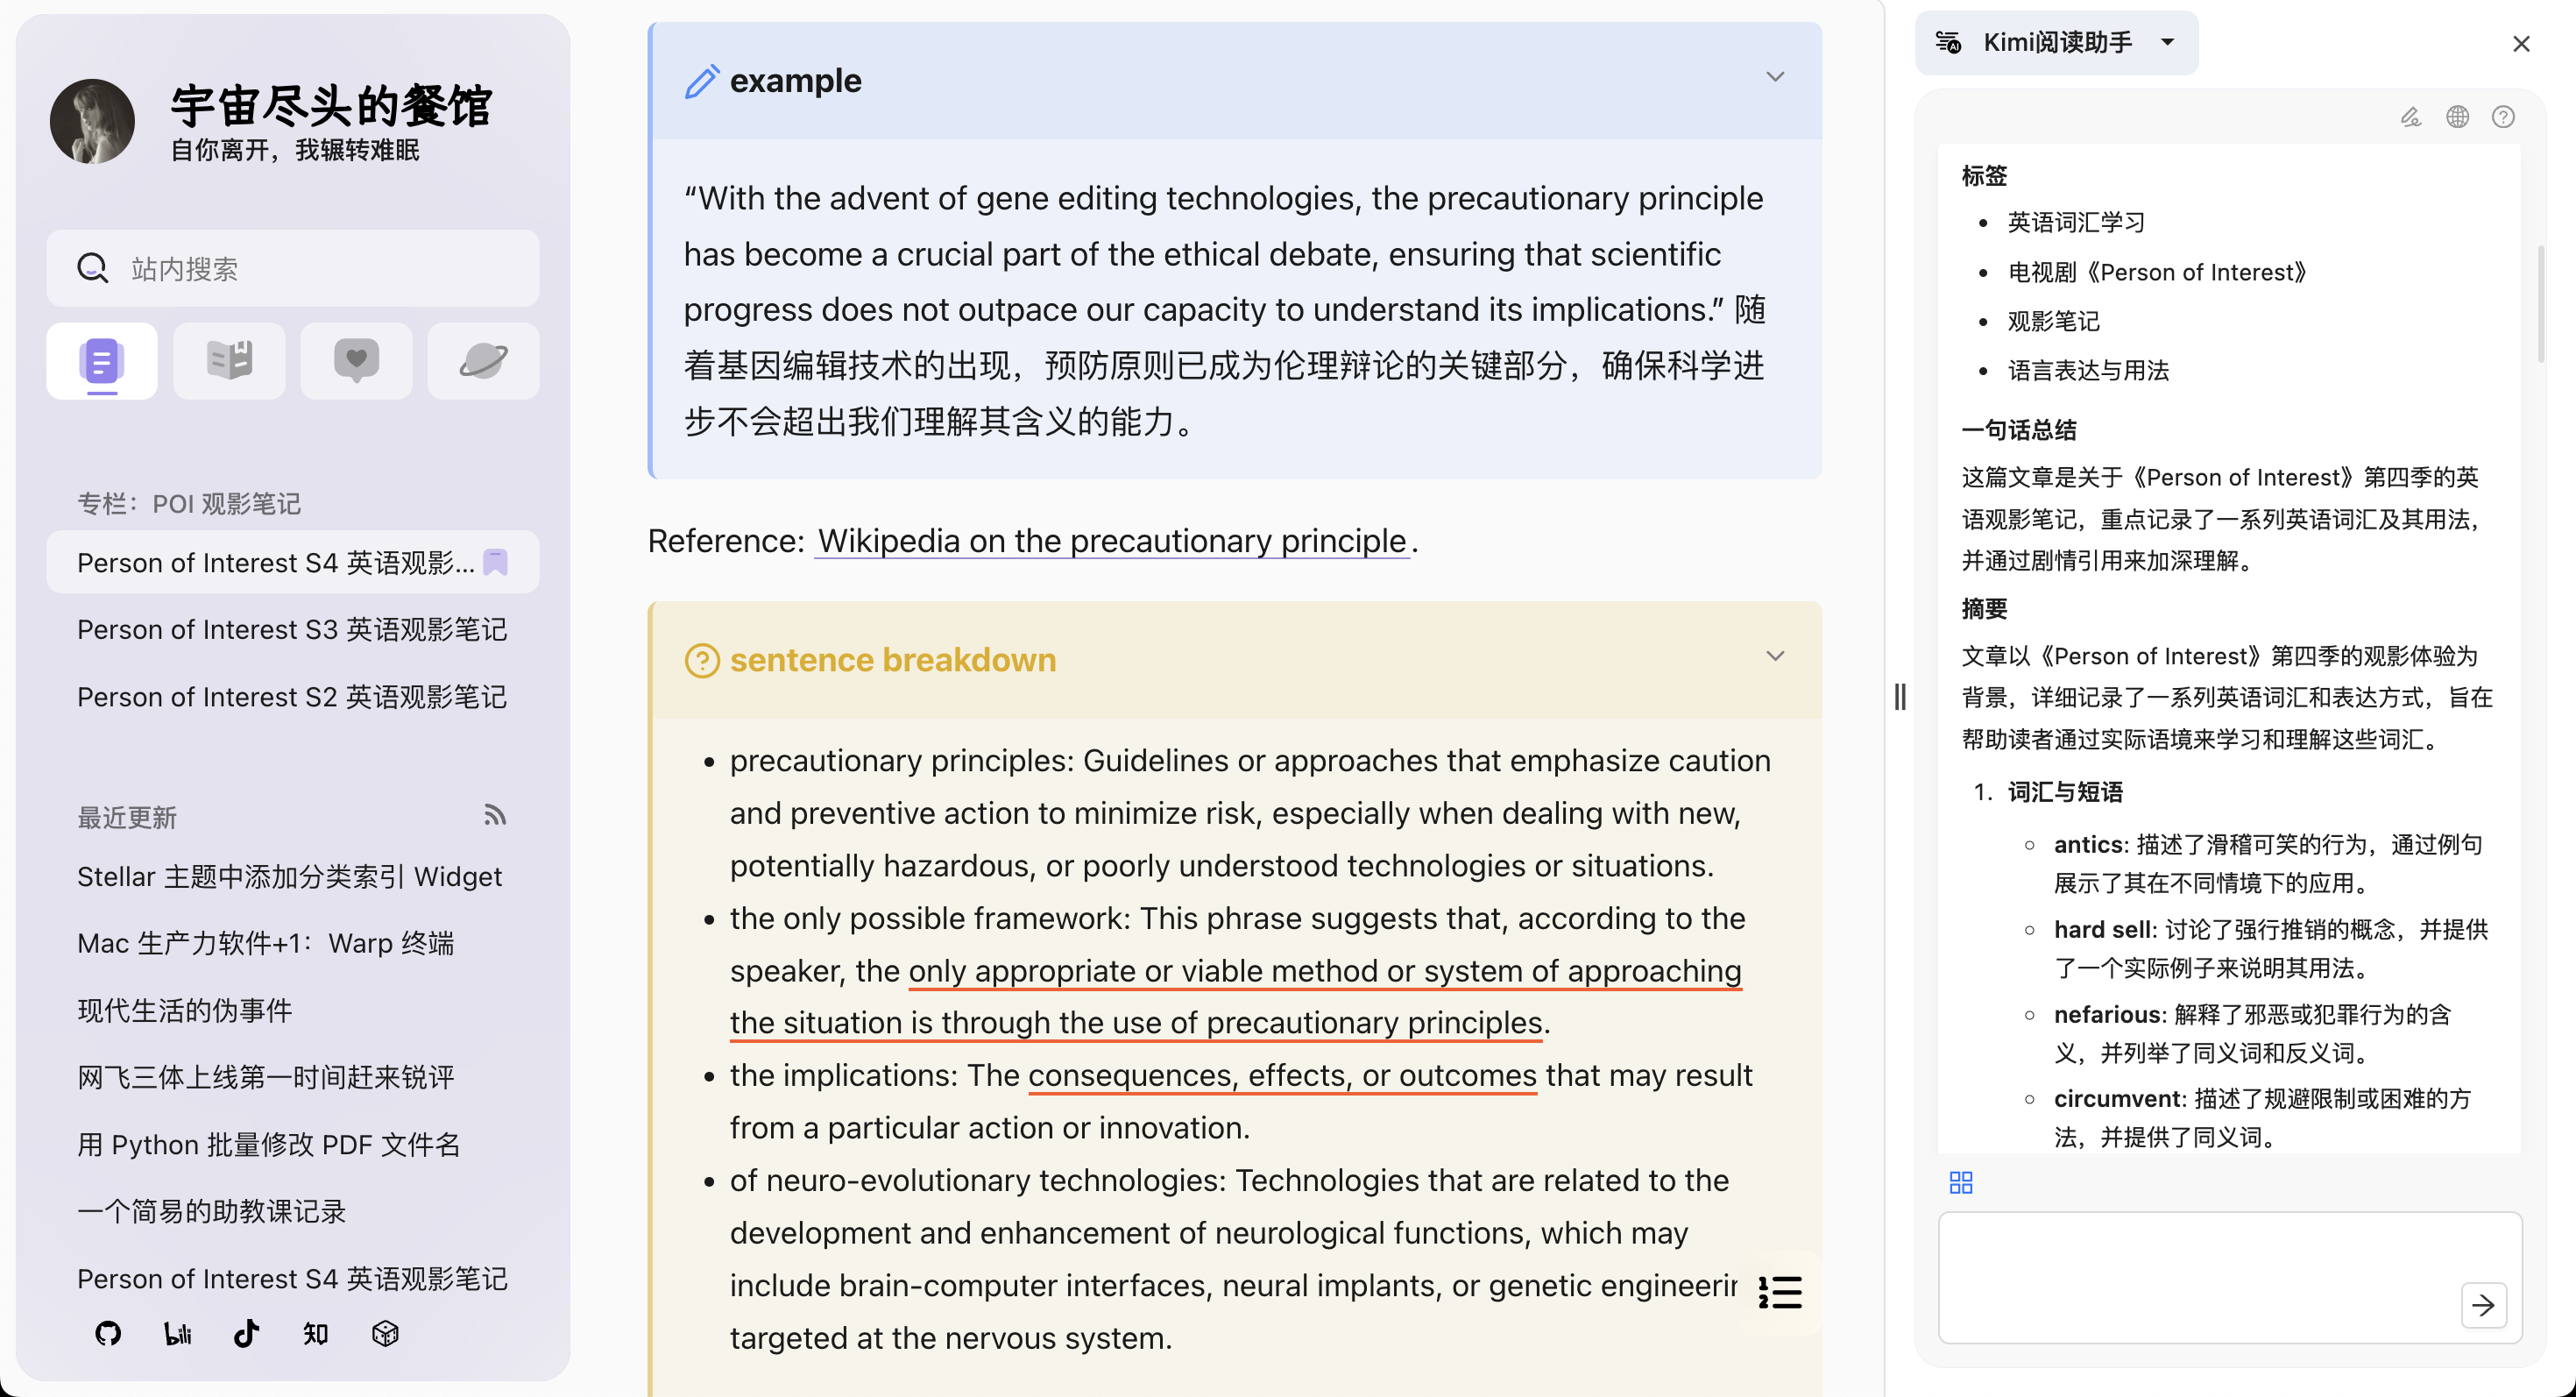 宇宙尽头的餐馆
自你离开，我辗转难眠
站内搜索
专栏：POI 观影笔记
Person of Interest S4 英语观影...
Person of Interest S3 英语观影笔记
Person of Interest S2 英语观影笔记
最近更新
Stellar 主题中添加分类索引 Widget
Mac 生产力软件+1：Warp 终端
现代生活的伪事件
网飞三体上线第一时间赶来锐评
用 Python 批量修改 PDF 文件名
一个简易的助教课记录
Person of Interest S4 英语观影笔记
bili
知
example
“With the advent of gene editing technologies, the precautionary principle
has become a crucial part of the ethical debate, ensuring that scientific
progress does not outpace our capacity to understand its implications.” 随
着基因编辑技术的出现，预防原则已成为伦理辩论的关键部分，确保科学进
步不会超出我们理解其含义的能力。
Reference: Wikipedia on the precautionary principle.
sentence breakdown
• precautionary principles: Guidelines or approaches that emphasize caution
and preventive action to minimize risk, especially when dealing with new,
potentially hazardous, or poorly understood technologies or situations.
• the only possible framework: This phrase suggests that, according to the
speaker, the only appropriate or viable method or system of approaching
the situation is through the use of precautionary principles.
• the implications: The consequences, effects, or outcomes that may result
from a particular action or innovation.
• of neuro-evolutionary technologies: Technologies that are related to the
development and enhancement of neurological functions, which may
include brain-computer interfaces, neural implants, or genetic engineerin
targeted at the nervous system.
Kimi阅读助手
标签
• 英语词汇学习
• 电视剧《Person of Interest》
• 观影笔记
• 语言表达与用法
一句话总结
这篇文章是关于《Person of Interest》第四季的英
语观影笔记，重点记录了一系列英语词汇及其用法，
并通过剧情引用来加深理解。
摘要
文章以《Person of Interest》第四季的观影体验为
背景，详细记录了一系列英语词汇和表达方式，旨在
帮助读者通过实际语境来学习和理解这些词汇。
1. 词汇与短语
antics: 描述了滑稽可笑的行为，通过例句
展示了其在不同情境下的应用。
hard sell: 讨论了强行推销的概念，并提供
了一个实际例子来说明其用法。
nefarious: 解释了邪恶或犯罪行为的含
义，并列举了同义词和反义词。
circumvent: 描述了规避限制或困难的方
法，并提供了同义词。